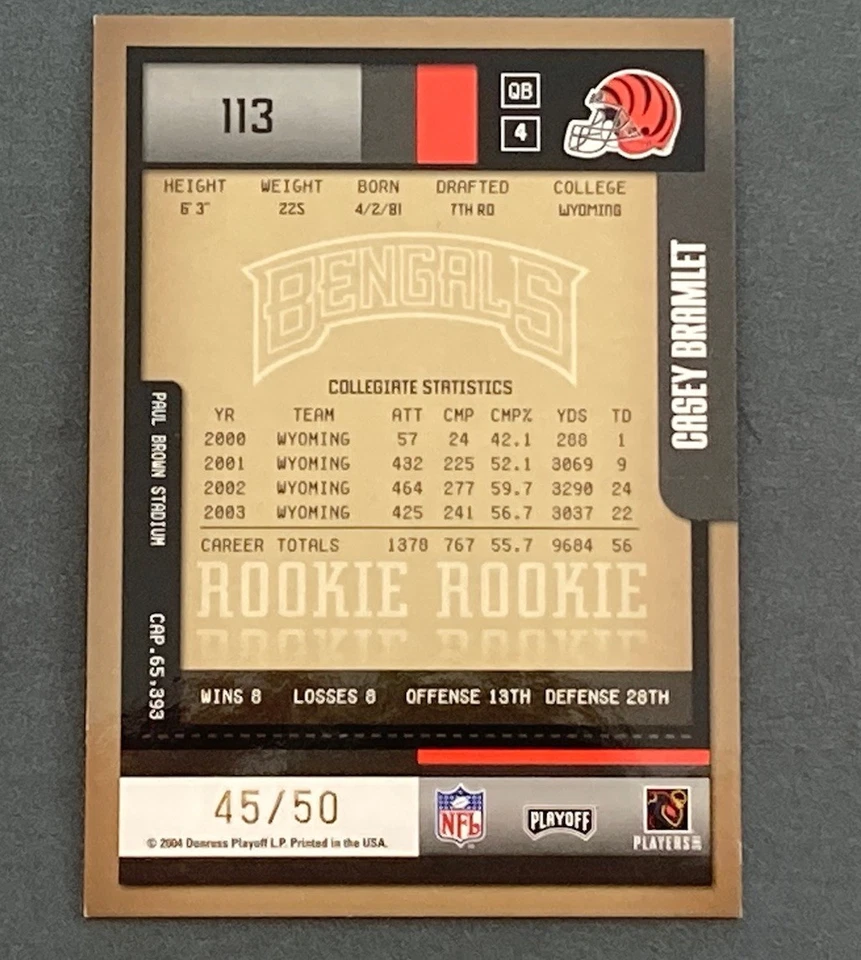 113
QB
4
HEIGHT WEIGHT BORN DRAFTED COLLEGE
6'3" 225 4/2/81 7TH RD WYOMING
CASEY BRAMLET
BENGALS
COLLEGIATE STATISTICS
YR TEAM ATT CMP CMP% YDS TD
2000 WYOMING 57 24 42.1 288 1
2001 WYOMING 432 225 52.1 3069 9
2002 WYOMING 464 277 59.7 3290 24
2003 WYOMING 425 241 56.7 3037 22
CAREER TOTALS 1378 767 55.7 9684 56
ROOKIE ROOKIE
ROOKIE ROOKIE
PAUL BROWN STADIUM CAP.65,393
WINS 8 LOSSES 8 OFFENSE 13TH DEFENSE 28TH
45/50
© 2004 Donruss Playoff L.P. Printed in the USA.
NFL
PLAYOFF
PLAYERS INC